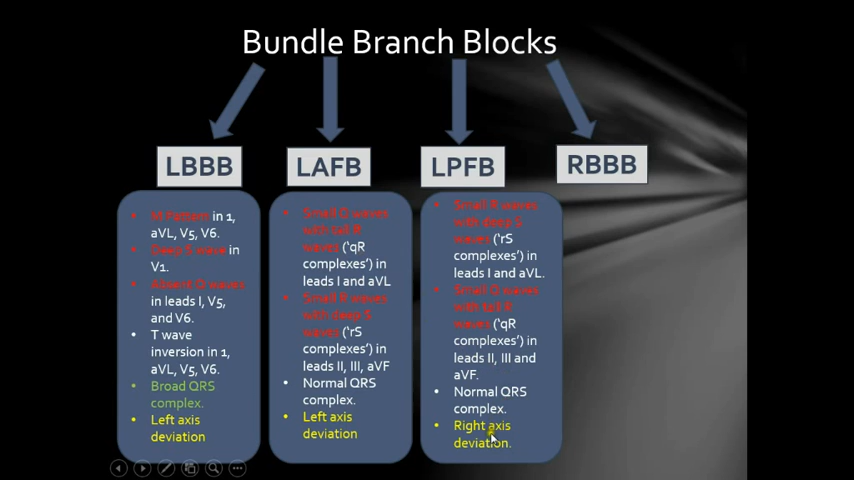 Bundle Branch Blocks
LBBB
LAFB
LPFB
RBBB
• M Pattern in 1,
aVL, V5, V6.
• Deep S wave in
V1.
• Absent Q waves
in leads I, V5,
and V6.
• T wave
inversion in 1,
aVL, V5, V6.
• Broad QRS
complex.
• Left axis
deviation
• Small Q waves
with tall R
waves (‘qR
complexes’) in
leads I and aVL
• Small R waves
with deep S
waves (‘rS
complexes’) in
leads II, III, aVF
• Normal QRS
complex.
• Left axis
deviation
• Small R waves
with deep S
waves (‘rS
complexes’) in
leads I and aVL.
• Small Q waves
with tall R
waves (‘qR
complexes’) in
leads II, III and
aVF.
• Normal QRS
complex.
• Right axis
deviation.